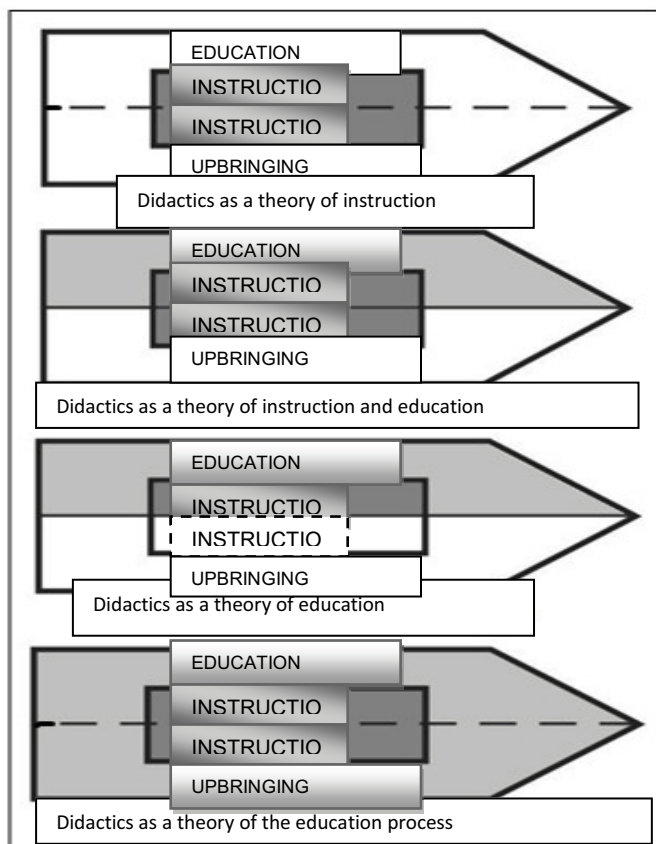 EDUCATION
INSTRUCTIO
INSTRUCTIO
UPBRINGING
Didactics as a theory of instruction
EDUCATION
INSTRUCTIO
INSTRUCTIO
UPBRINGING
Didactics as a theory of instruction and education
EDUCATION
INSTRUCTIO
INSTRUCTIO
UPBRINGING
Didactics as a theory of education
EDUCATION
INSTRUCTIO
INSTRUCTIO
UPBRINGING
Didactics as a theory of the education process